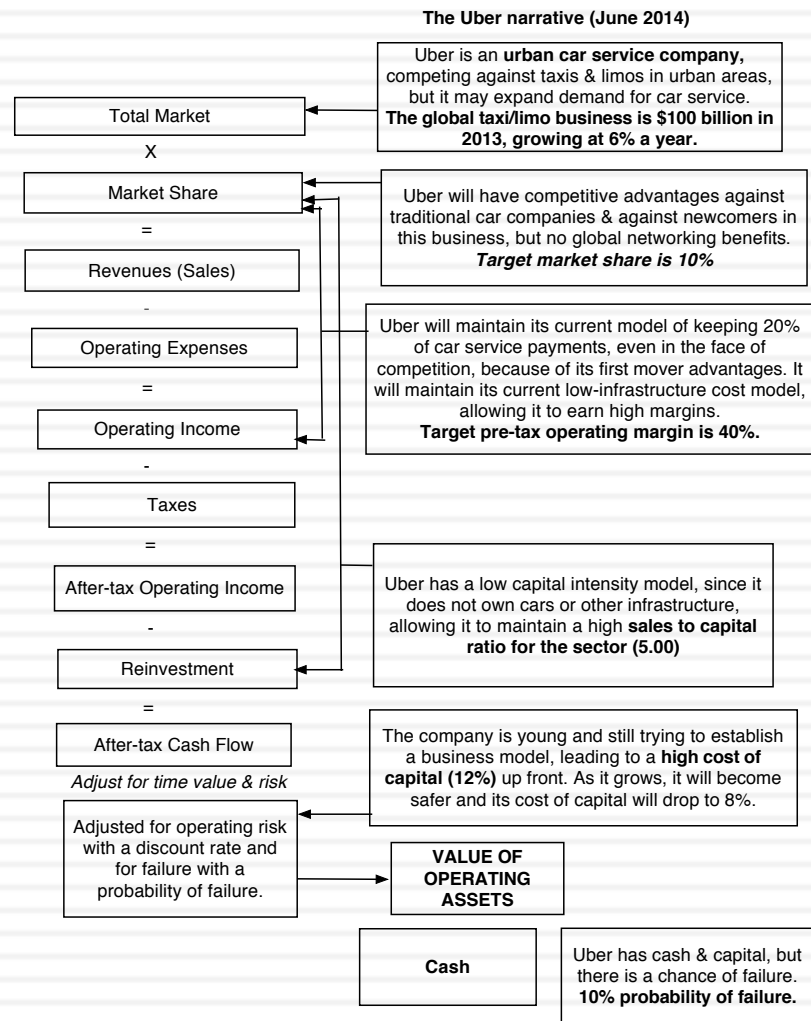 The Uber narrative (June 2014)
Uber is an urban car service company,
competing against taxis & limos in urban areas,
but it may expand demand for car service.
The global taxi/limo business is $100 billion in
2013, growing at 6% a year.
Total Market
X
Market Share
Uber will have competitive advantages against
traditional car companies & against newcomers in
this business, but no global networking benefits.
Target market share is 10%
=
Revenues (Sales)
-
Operating Expenses
Uber will maintain its current model of keeping 20%
of car service payments, even in the face of
competition, because of its first mover advantages. It
will maintain its current low-infrastructure cost model,
allowing it to earn high margins.
Target pre-tax operating margin is 40%.
=
Operating Income
-
Taxes
=
After-tax Operating Income
Uber has a low capital intensity model, since it
does not own cars or other infrastructure,
allowing it to maintain a high sales to capital
ratio for the sector (5.00)
-
Reinvestment
=
After-tax Cash Flow
The company is young and still trying to establish
a business model, leading to a high cost of
capital (12%) up front. As it grows, it will become
safer and its cost of capital will drop to 8%.
Adjust for time value & risk
Adjusted for operating risk
with a discount rate and
for failure with a
probability of failure.
VALUE OF
OPERATING
ASSETS
Cash
Uber has cash & capital, but
there is a chance of failure.
10% probability of failure.